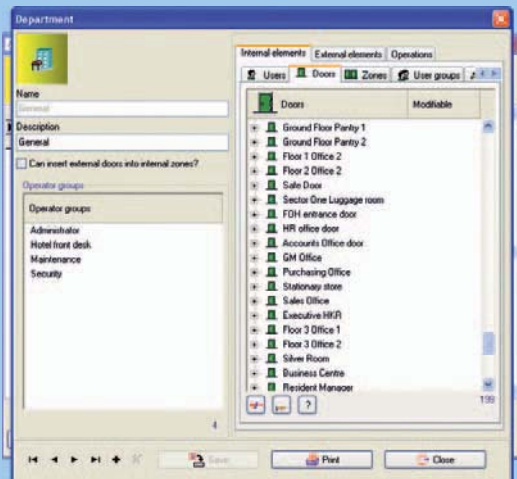 Department
Name
General
Description
General
Can insert external doors into internal zones?
Operator groups
Operator groups
Administrator
Hotel front desk
Maintenance
Security
4
Internal elements
External elements
Operations
Users
Doors
Zones
User groups
Doors
Modifiable
Ground Floor Pantry 1
Ground Floor Pantry 2
Floor 1 Office 2
Floor 2 Office 2
Safe Door
Sector One Luggage room
FOH entrance door
HR office door
Accounts Office door
GM Office
Purchasing Office
Stationary store
Sales Office
Executive HKR
Floor 3 Office 1
Floor 3 Office 2
Silver Room
Business Centre
Resident Manager
199
Save
Print
Close